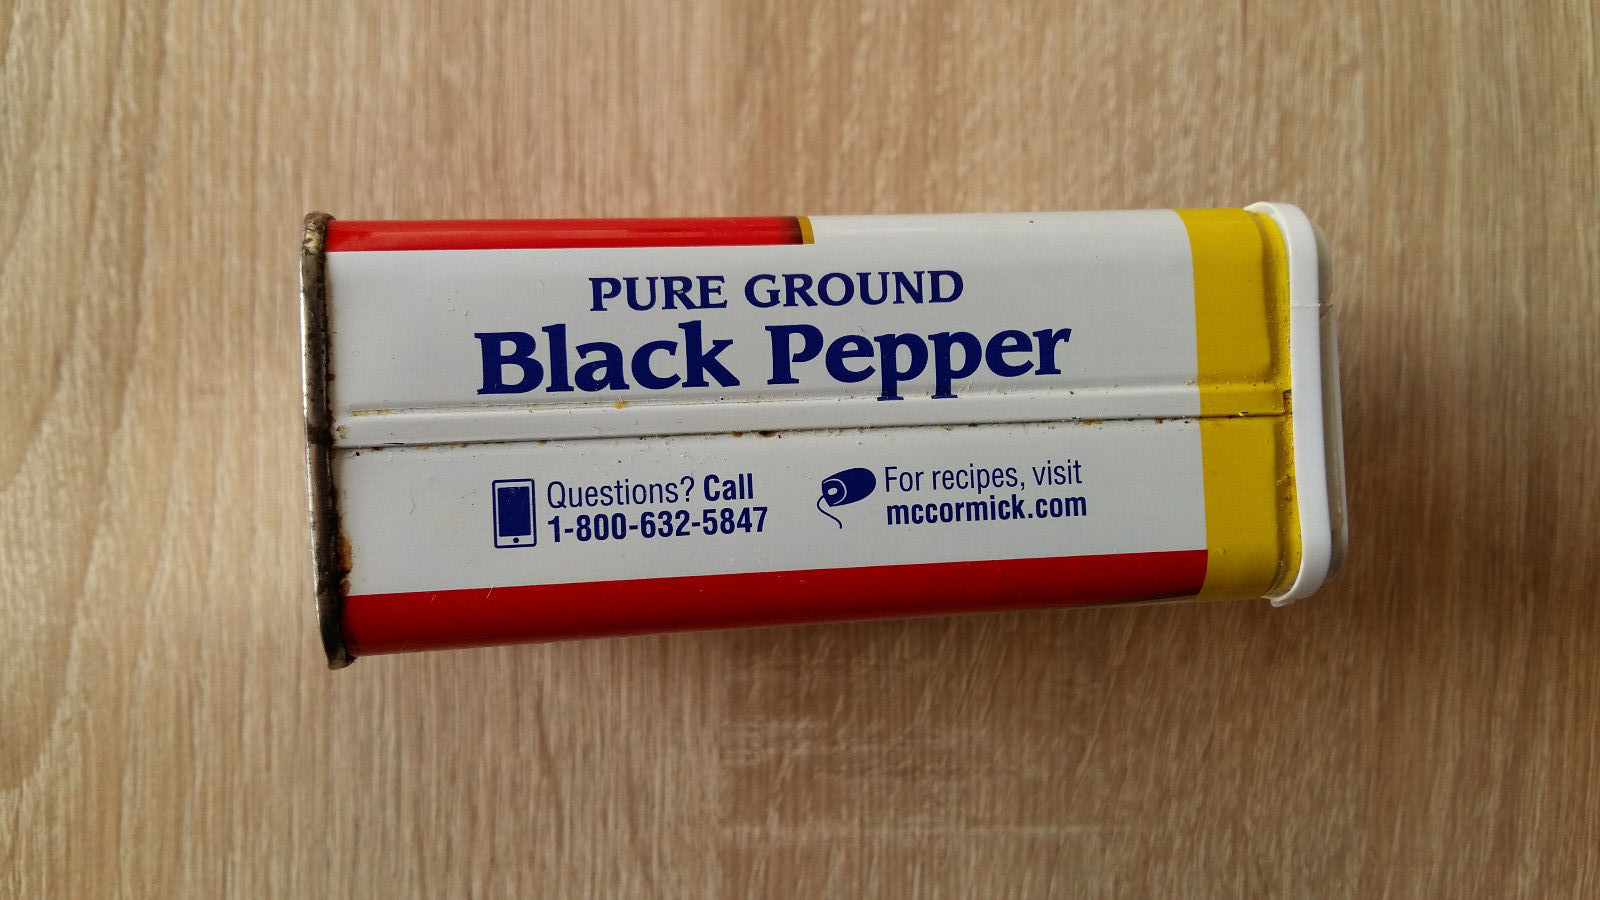 PURE GROUND
Black Pepper
Questions? Call
1-800-632-5847
For recipes, visit
mccormick.com